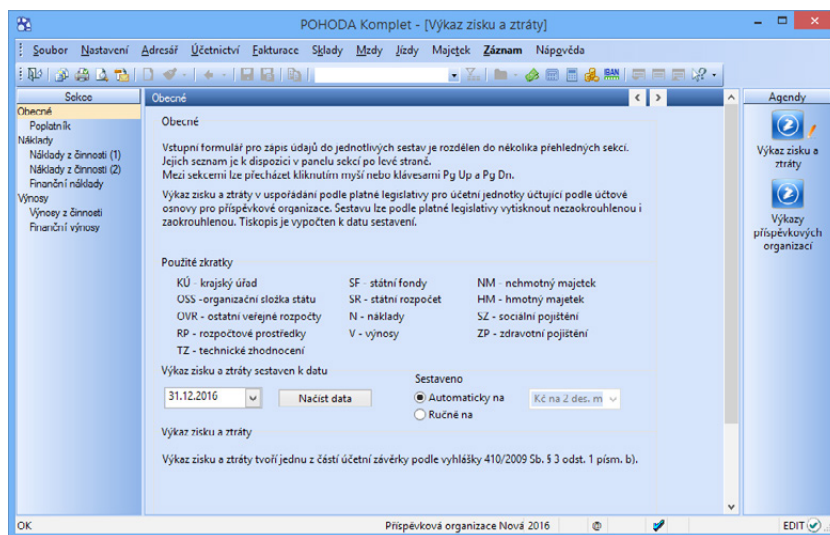 POHODA Komplet - [Výkaz zisku a ztráty]
Soubor Nastavení Adresář Účetnictví Fakturace Sklady Mzdy Jízdy Majetek Záznam Nápověda
IBAN
Sekce
Obecné
Poplatník
Náklady
Náklady z činnosti (1)
Náklady z činnosti (2)
Finanční náklady
Výnosy
Výnosy z činnosti
Finanční výnosy
Obecné
Obecné
Vstupní formulář pro zápis údajů do jednotlivých sestav je rozdělen do několika přehledných sekcí.
Jejich seznam je k dispozici v panelu sekcí po levé straně.
Mezi sekcemi lze přecházet kliknutím myší nebo klávesami Pg Up a Pg Dn.
Výkaz zisku a ztráty v uspořádání podle platné legislativy pro účetní jednotky účtující podle účtové
osnovy pro příspěvkové organizace. Sestavu lze podle platné legislativy vytisknout nezaokrouhlenou i
zaokrouhlenou. Tiskopis je vypočten k datu sestavení.
Použité zkratky
KÚ - krajský úřad SF - státní fondy NM - nehmotný majetek
OSS -organizační složka státu SR - státní rozpočet HM - hmotný majetek
OVR - ostatní veřejné rozpočty N - náklady SZ - sociální pojištění
RP - rozpočtové prostředky V - výnosy ZP - zdravotní pojištění
TZ - technické zhodnocení
Výkaz zisku a ztráty sestaven k datu
31.12.2016 Načíst data
Sestaveno
Automaticky na Kč na 2 des. m
Ručně na
Výkaz zisku a ztráty
Výkaz zisku a ztráty tvoří jednu z částí účetní závěrky podle vyhlášky 410/2009 Sb. § 3 odst. 1 písm. b).
Agendy
Výkaz zisku a
ztráty
Výkazy
příspěvkových
organizací
OK Příspěvková organizace Nová 2016 @ EDIT